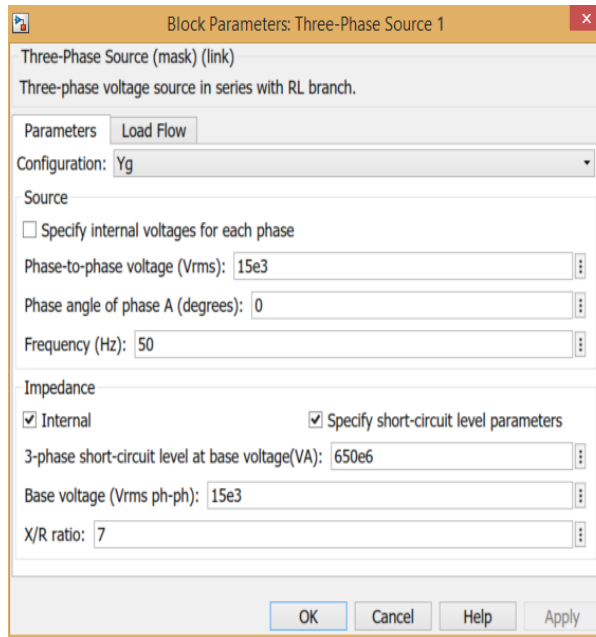 Block Parameters: Three-Phase Source 1
Three-Phase Source (mask) (link)
Three-phase voltage source in series with RL branch.
Parameters Load Flow
Configuration: Yg
Source
Specify internal voltages for each phase
Phase-to-phase voltage (Vrms): 15e3
Phase angle of phase A (degrees): 0
Frequency (Hz): 50
Impedance
Internal Specify short-circuit level parameters
3-phase short-circuit level at base voltage(VA): 650e6
Base voltage (Vrms ph-ph): 15e3
X/R ratio: 7
OK Cancel Help Apply